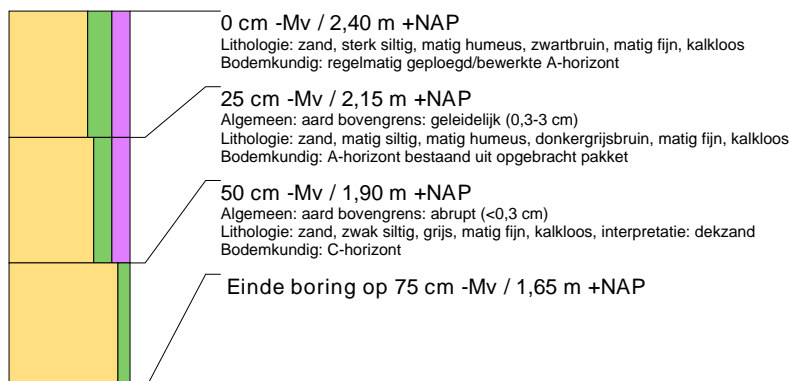 0 cm -Mv / 2,40 m +NAP
Lithologie: zand, sterk siltig, matig humeus, zwartbruin, matig fijn, kalkloos
Bodemkundig: regelmatig geploegd/bewerkte A-horizont
25 cm -Mv / 2,15 m +NAP
Algemeen: aard bovengrens: geleidelijk (0,3-3 cm)
Lithologie: zand, matig siltig, matig humeus, donkergrijsbruin, matig fijn, kalkloos
Bodemkundig: A-horizont bestaand uit opgebracht pakket
50 cm -Mv / 1,90 m +NAP
Algemeen: aard bovengrens: abrupt (<0,3 cm)
Lithologie: zand, zwak siltig, grijs, matig fijn, kalkloos, interpretatie: dekzand
Bodemkundig: C-horizont
Einde boring op 75 cm -Mv / 1,65 m +NAP